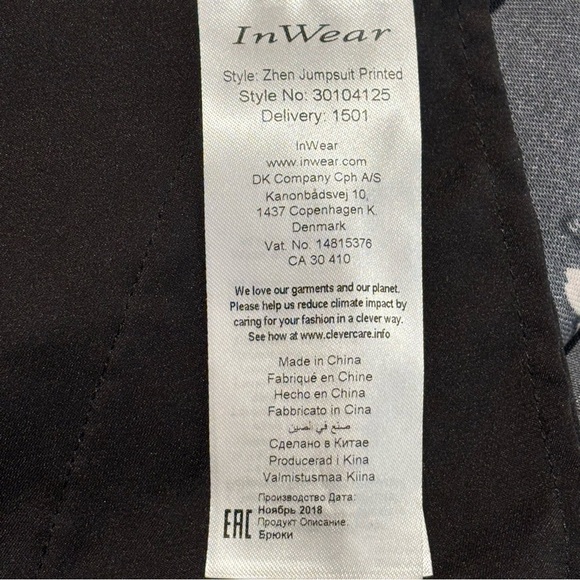 InWear
Style: Zhen Jumpsuit Printed
Style No: 30104125
Delivery: 1501
InWear
www.inwear.com
DK Company Cph A/S
Kanonbådsvej 10,
1437 Copenhagen K
Denmark
Vat. No. 14815376
CA 30 410
We love our garments and our planet.
Please help us reduce climate impact by
caring for your fashion in a clever way.
See how at www.clevercare.info
Made in China
Fabriqué en Chine
Hecho en China
Fabbricato in Cina
صنع في الصين
Сделано в Китае
Producerad i Kina
Valmistusmaa Kiina
Производство Дата:
Ноябрь 2018
EAC Продукт Описание:
Брюки